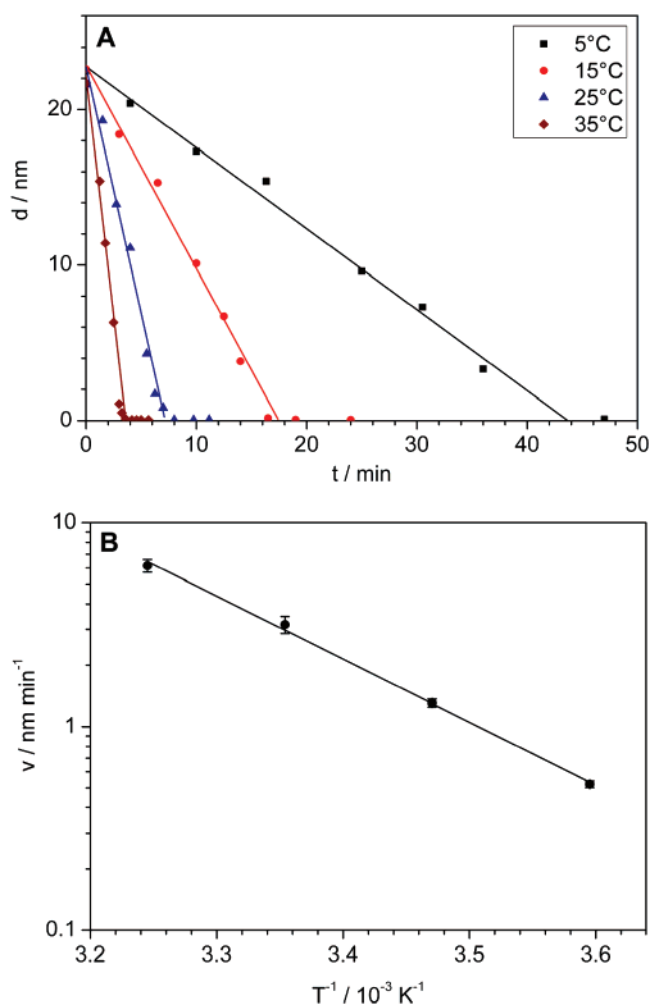 A
5°C
15°C
25°C
35°C
20
10
0
d / nm
0 10 20 30 40 50
t / min
B
10
1
0.1
v / nm min⁻¹
3.2 3.3 3.4 3.5 3.6
T⁻¹ / 10⁻³ K⁻¹